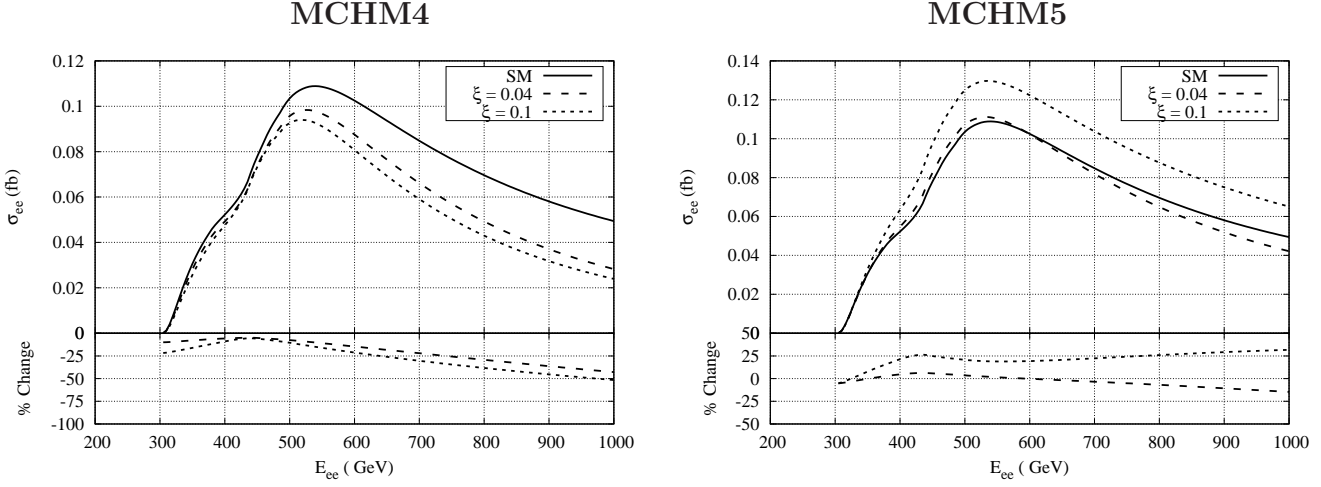 MCHM4
0.12
0.1
0.08
0.06
0.04
0.02
0
σee (fb)
SM
ξ = 0.04
ξ = 0.1
0
-25
-50
-75
-100
% Change
200 300 400 500 600 700 800 900 1000
Eee ( GeV)
MCHM5
0.14
0.12
0.1
0.08
0.06
0.04
0.02
0
σee (fb)
SM
ξ = 0.04
ξ = 0.1
50
25
0
-25
-50
% Change
200 300 400 500 600 700 800 900 1000
Eee ( GeV)